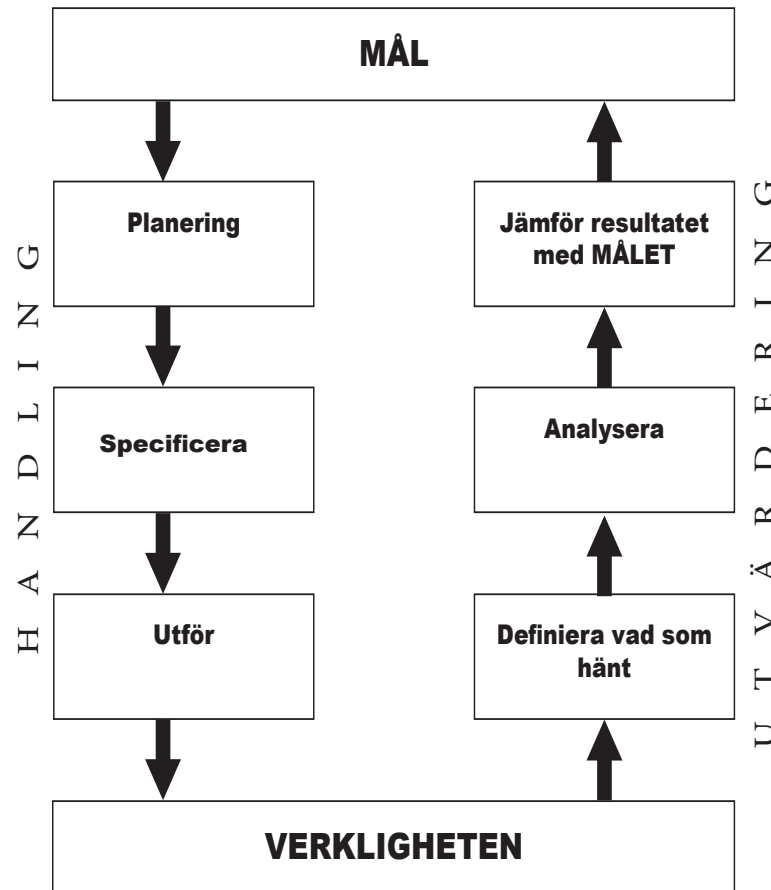 MÅL
HANDLING
Planering
Specificera
Utför
Jämför resultatet
med MÅLET
Analysera
Definiera vad som
hänt
UTVÄRDERING
VERKLIGHETEN